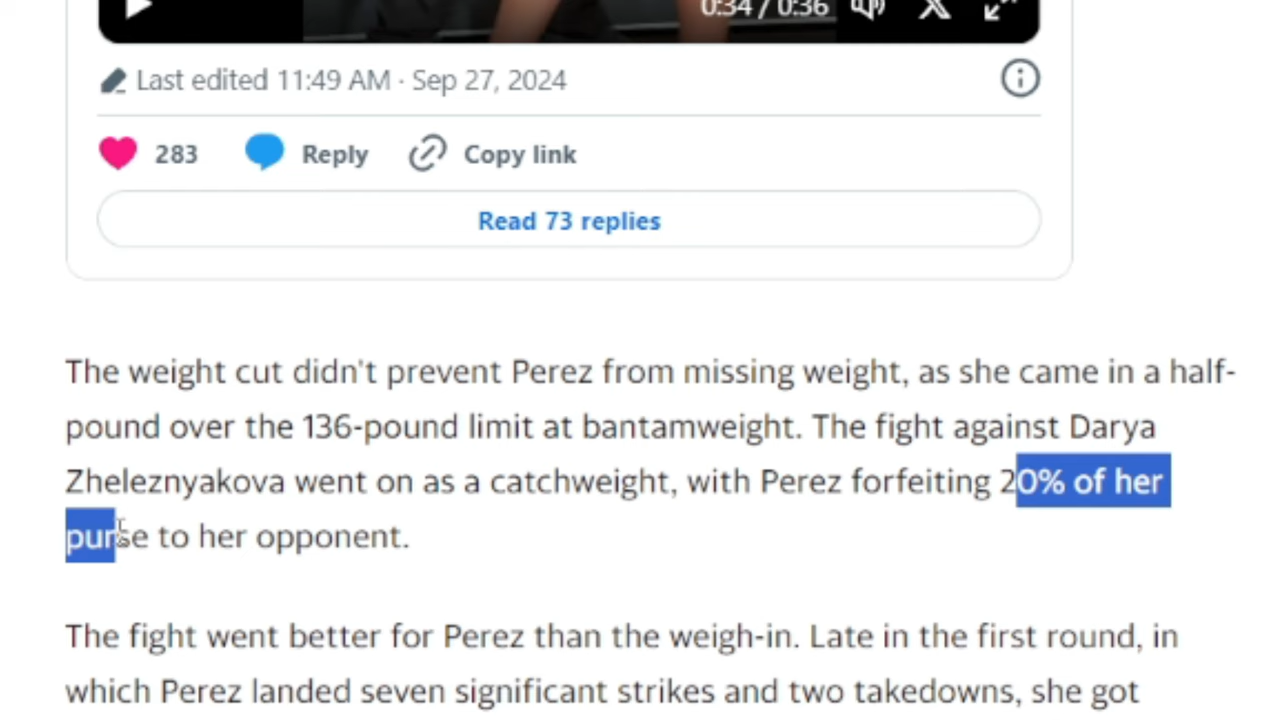 0:34 / 0:36
Last edited 11:49 AM · Sep 27, 2024
283 Reply Copy link
Read 73 replies
The weight cut didn't prevent Perez from missing weight, as she came in a half-
pound over the 136-pound limit at bantamweight. The fight against Darya
Zheleznyakova went on as a catchweight, with Perez forfeiting 20% of her
purse to her opponent.
The fight went better for Perez than the weigh-in. Late in the first round, in
which Perez landed seven significant strikes and two takedowns, she got